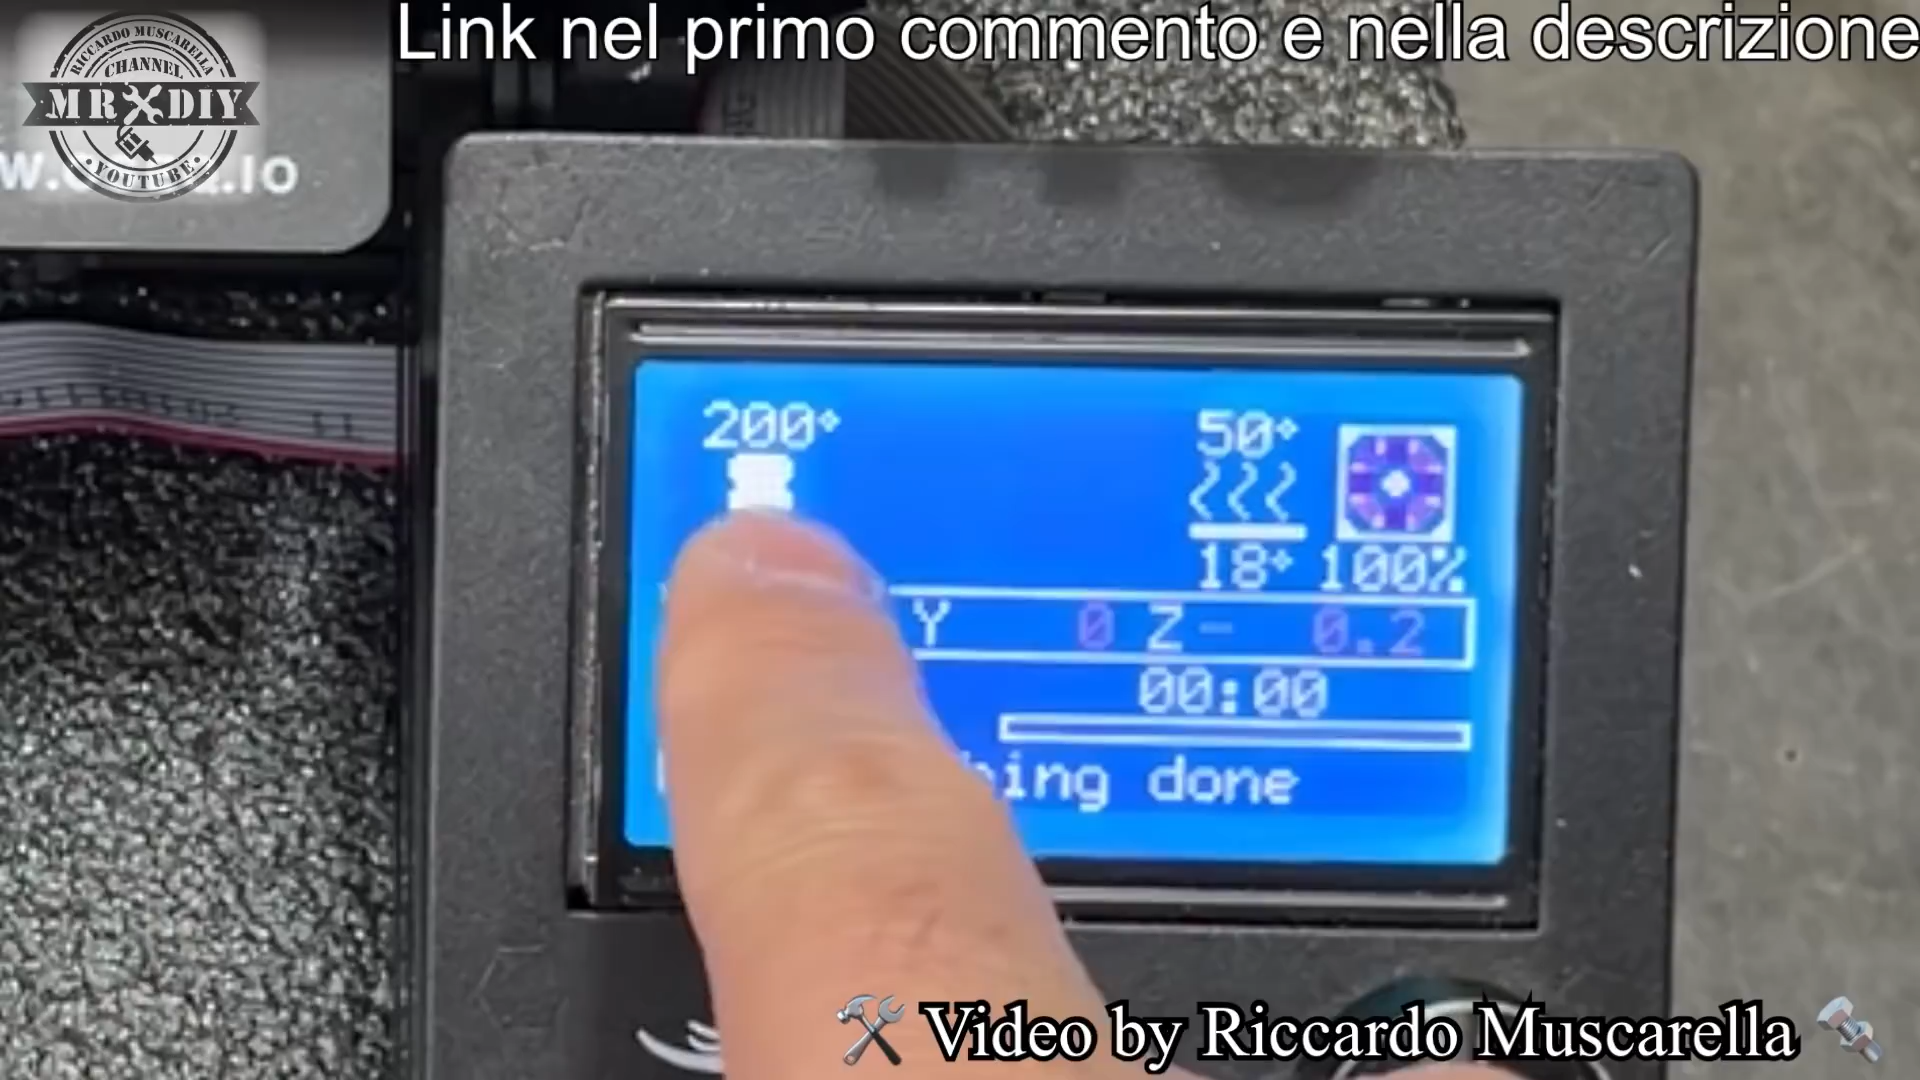 Link nel primo commento e nella descrizione
RICCARDO MUSCARELLA
CHANNEL
MR DIY
YOUTUBE
.io
200°
50°
18° 100%
Y 0 Z - 0.2
00:00
done
Video by Riccardo Muscarella